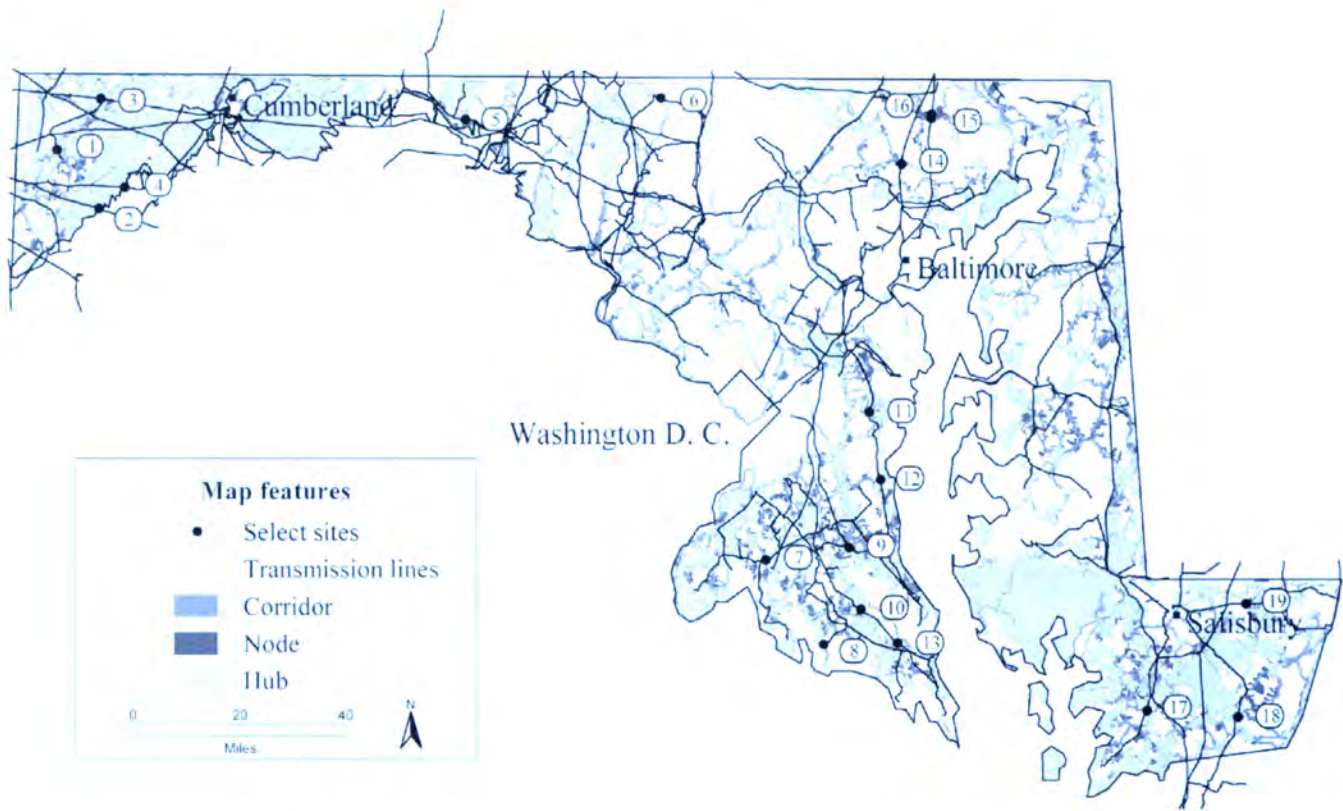 3
Cumberland
5
6
16
15
1
14
4
2
Baltimore
11
Washington D. C.
12
Map features
Select sites
Transmission lines
Corridor
Node
Hub
0 20 40
Miles
N
9
7
10
19
Salisbury
8
13
17
18